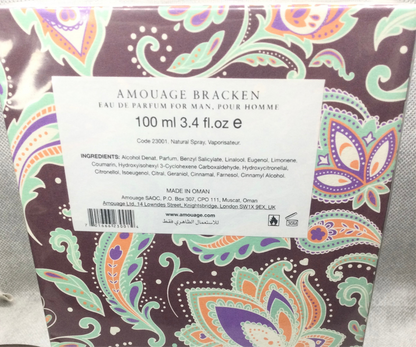 AMOUAGE BRACKEN
EAU DE PARFUM FOR MAN, POUR HOMME
100 ml 3.4 fl.oz e
Code 23001, Natural Spray, Vaporisateur
INGREDIENTS: Alcohol Denat, Parfum, Benzyl Salicylate, Linalool, Eugenol, Limonene,
Coumarin, Hydroxyisohexyl 3-Cyclohexene Carboxaldehyde, Hydroxycitronellal,
Citronellol, Isoeugenol, Citral, Geraniol, Cinnamal, Farnesol, Cinnamyl Alcohol.
MADE IN OMAN
Amouage SAOC, P.O. Box 307, CPO 111, Muscat, Oman
Amouage Ltd, 14 Lowndes Street, Knightsbridge, London SW1X 9EX, UK
www.amouage.com
للاستعمال الظاهري فقط